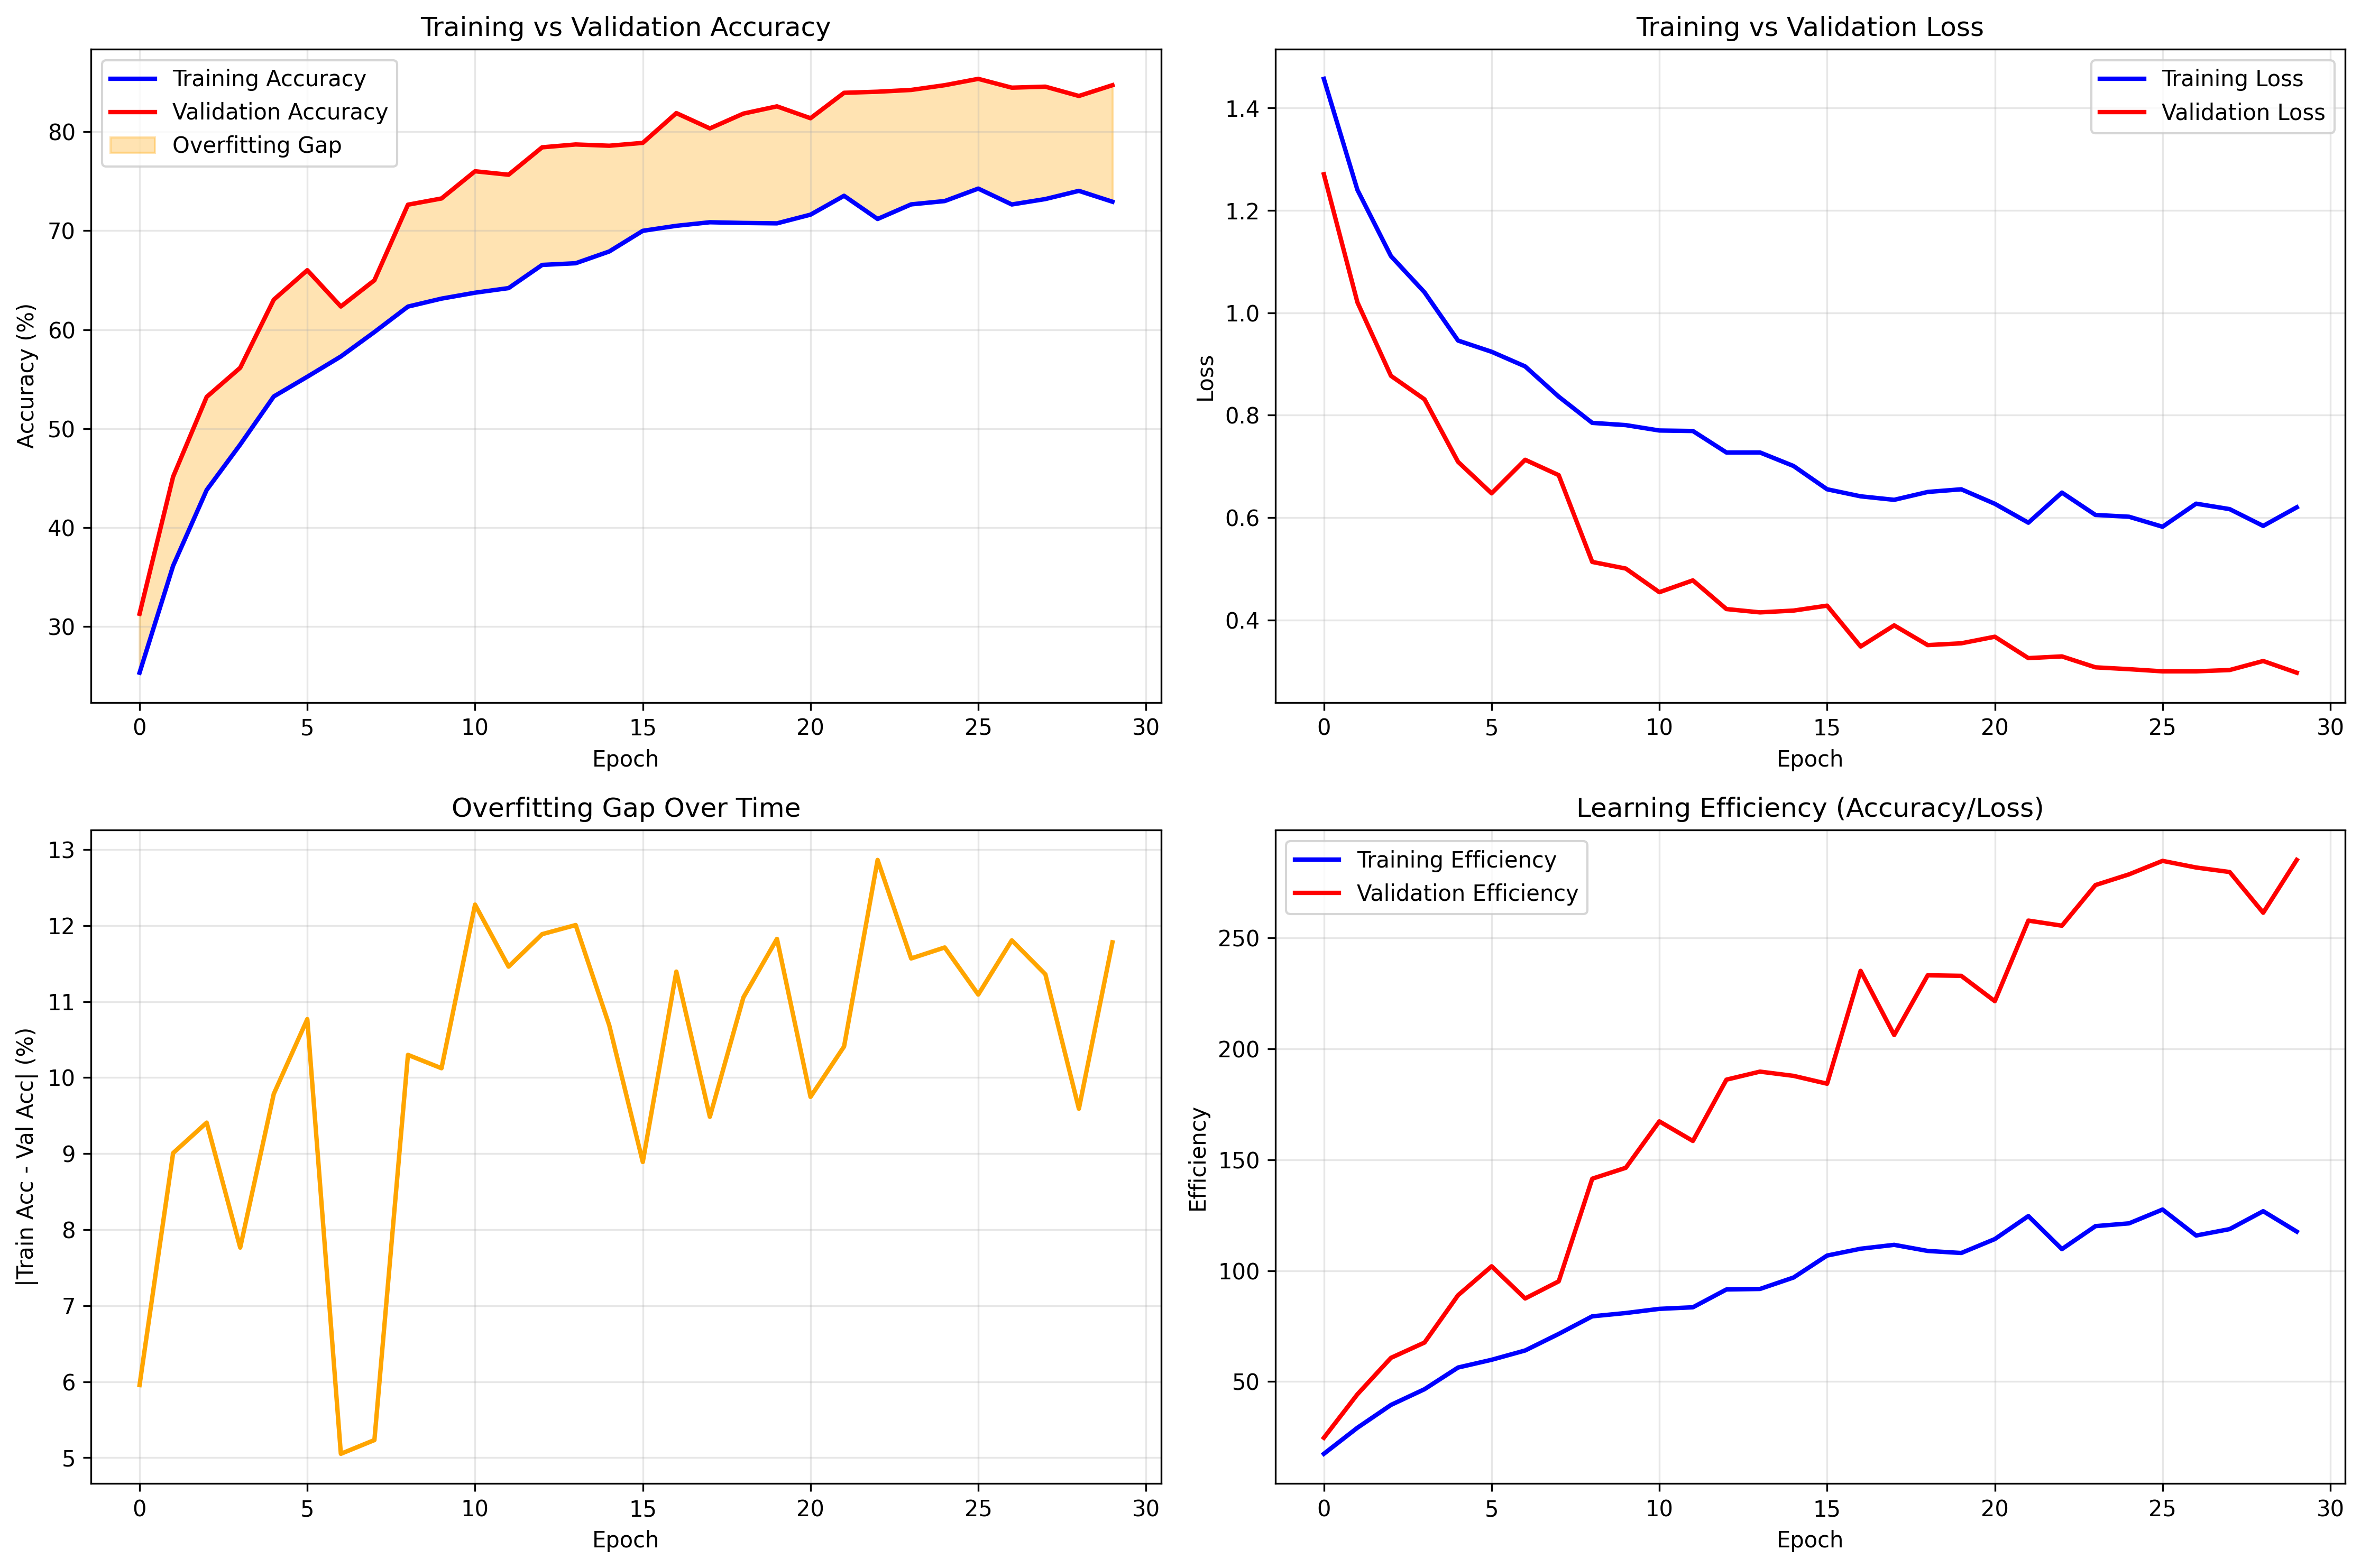 Training vs Validation Accuracy
Training Accuracy
Validation Accuracy
Overfitting Gap
Accuracy (%)
80
70
60
50
40
30
0 5 10 15 20 25 30
Epoch
Training vs Validation Loss
Training Loss
Validation Loss
Loss
1.4
1.2
1.0
0.8
0.6
0.4
0 5 10 15 20 25 30
Epoch
Overfitting Gap Over Time
|Train Acc - Val Acc| (%)
13
12
11
10
9
8
7
6
5
0 5 10 15 20 25 30
Epoch
Learning Efficiency (Accuracy/Loss)
Training Efficiency
Validation Efficiency
Efficiency
250
200
150
100
50
0 5 10 15 20 25 30
Epoch